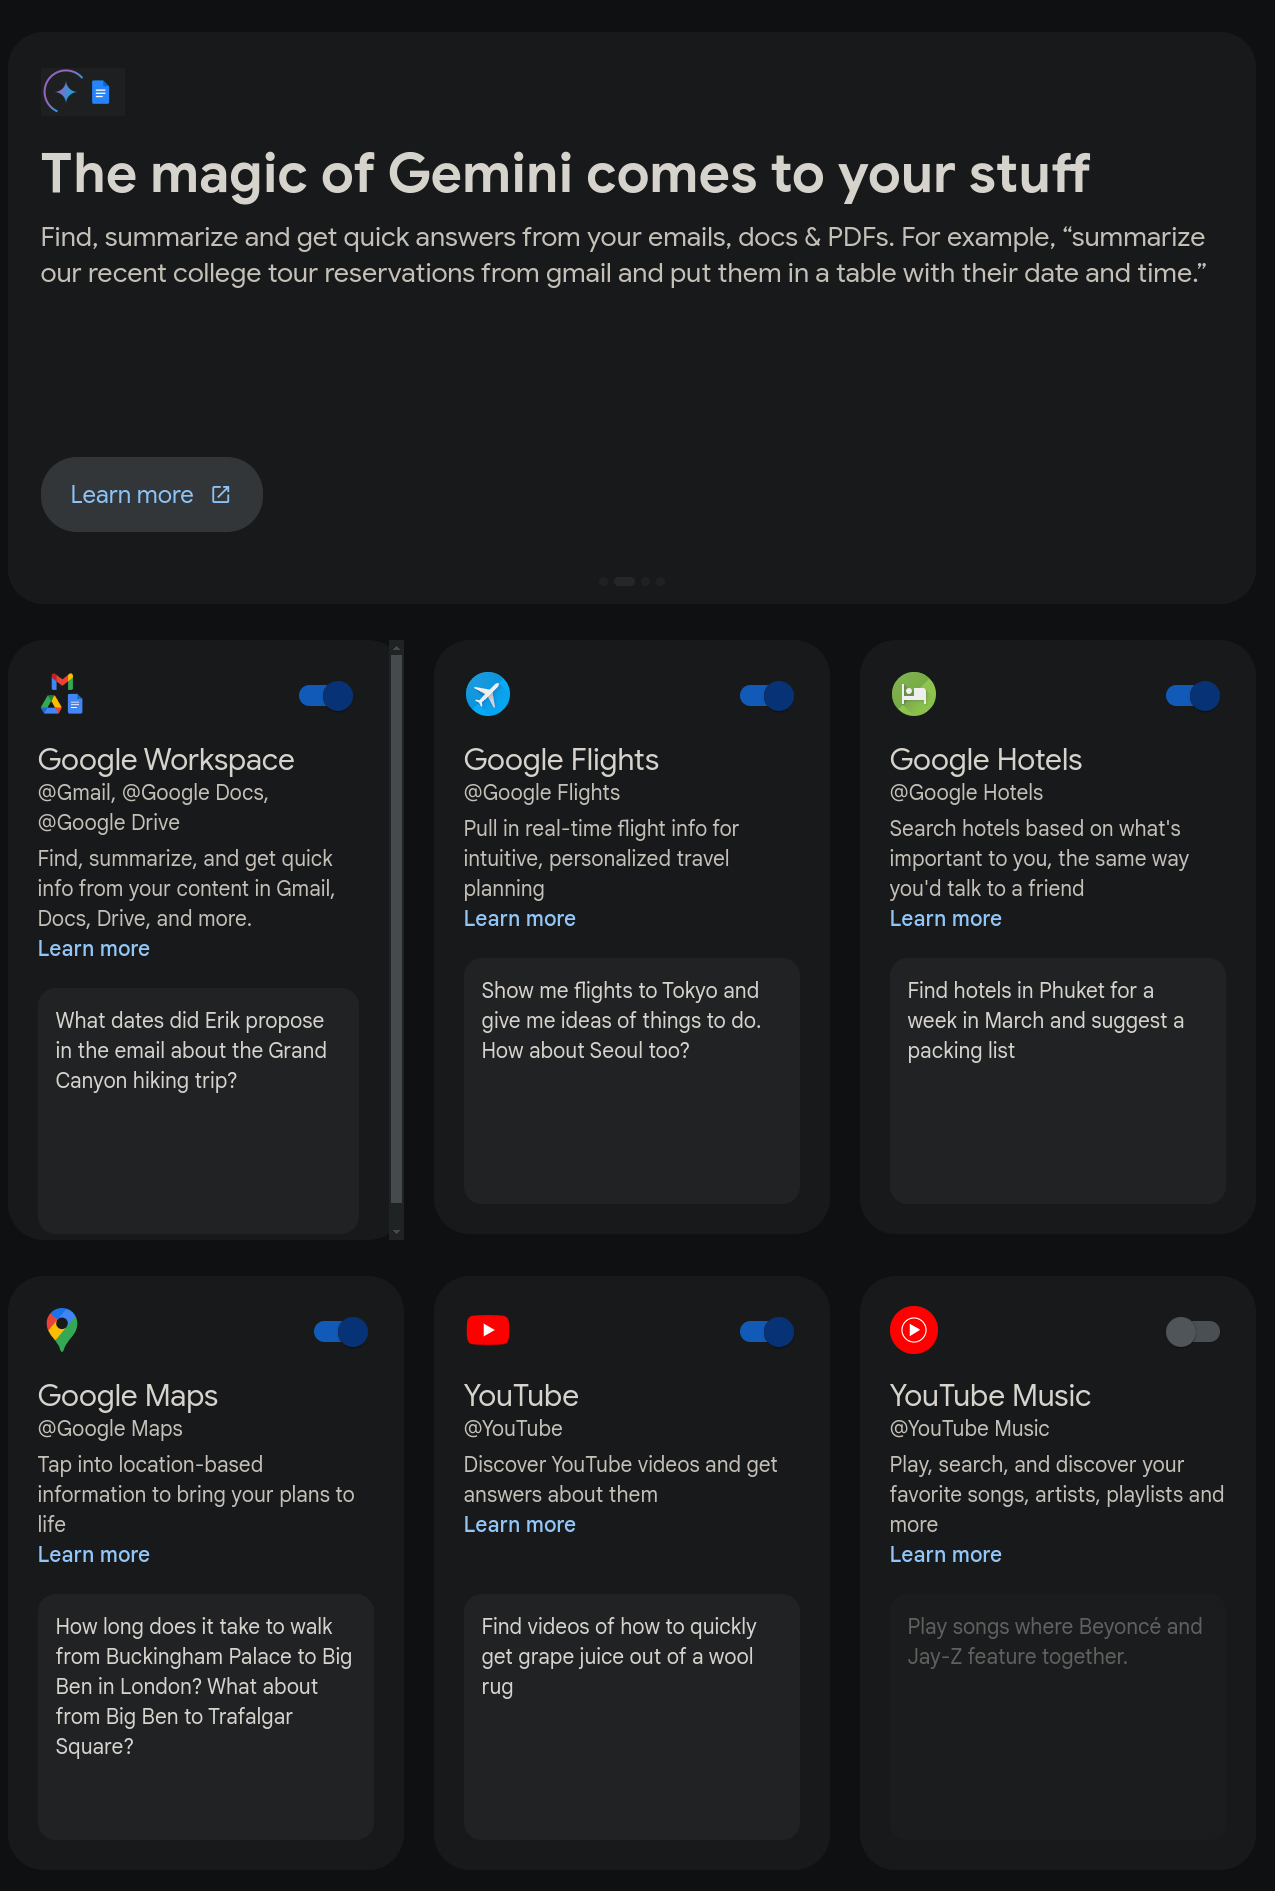 The magic of Gemini comes to your stuff
Find, summarize and get quick answers from your emails, docs & PDFs. For example, “summarize
our recent college tour reservations from gmail and put them in a table with their date and time.”
Learn more
Google Workspace
@Gmail, @Google Docs,
@Google Drive
Find, summarize, and get quick
info from your content in Gmail,
Docs, Drive, and more.
Learn more
What dates did Erik propose
in the email about the Grand
Canyon hiking trip?
Google Flights
@Google Flights
Pull in real-time flight info for
intuitive, personalized travel
planning
Learn more
Show me flights to Tokyo and
give me ideas of things to do.
How about Seoul too?
Google Hotels
@Google Hotels
Search hotels based on what's
important to you, the same way
you'd talk to a friend
Learn more
Find hotels in Phuket for a
week in March and suggest a
packing list
Google Maps
@Google Maps
Tap into location-based
information to bring your plans to
life
Learn more
How long does it take to walk
from Buckingham Palace to Big
Ben in London? What about
from Big Ben to Trafalgar
Square?
YouTube
@YouTube
Discover YouTube videos and get
answers about them
Learn more
Find videos of how to quickly
get grape juice out of a wool
rug
YouTube Music
@YouTube Music
Play, search, and discover your
favorite songs, artists, playlists and
more
Learn more
Play songs where Beyoncé and
Jay-Z feature together.